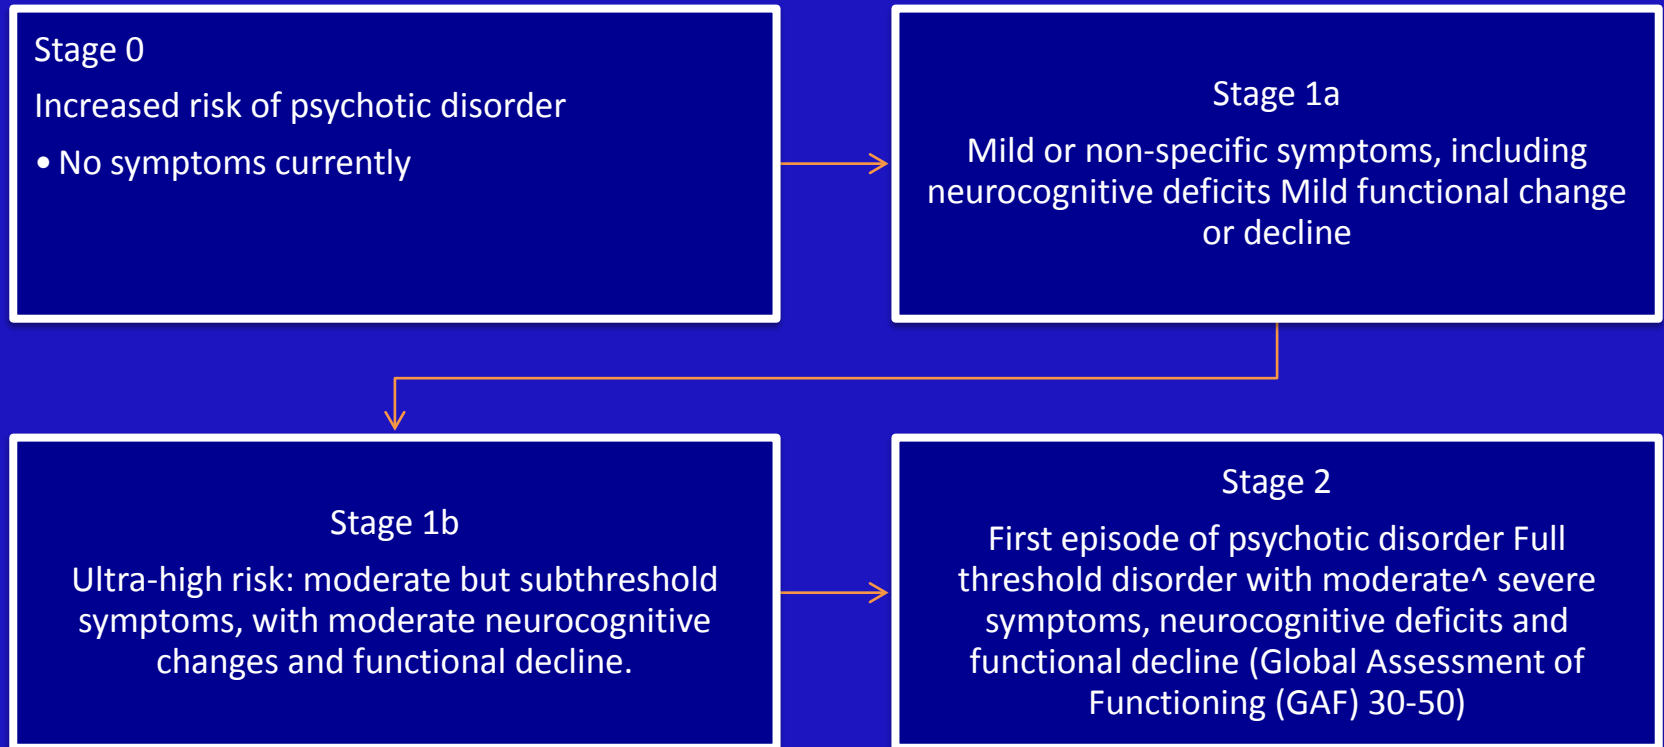 Stage 0
Increased risk of psychotic disorder
• No symptoms currently
Stage 1a
Mild or non-specific symptoms, including
neurocognitive deficits Mild functional change
or decline
Stage 1b
Ultra-high risk: moderate but subthreshold
symptoms, with moderate neurocognitive
changes and functional decline.
Stage 2
First episode of psychotic disorder Full
threshold disorder with moderate^ severe
symptoms, neurocognitive deficits and
functional decline (Global Assessment of
Functioning (GAF) 30-50)